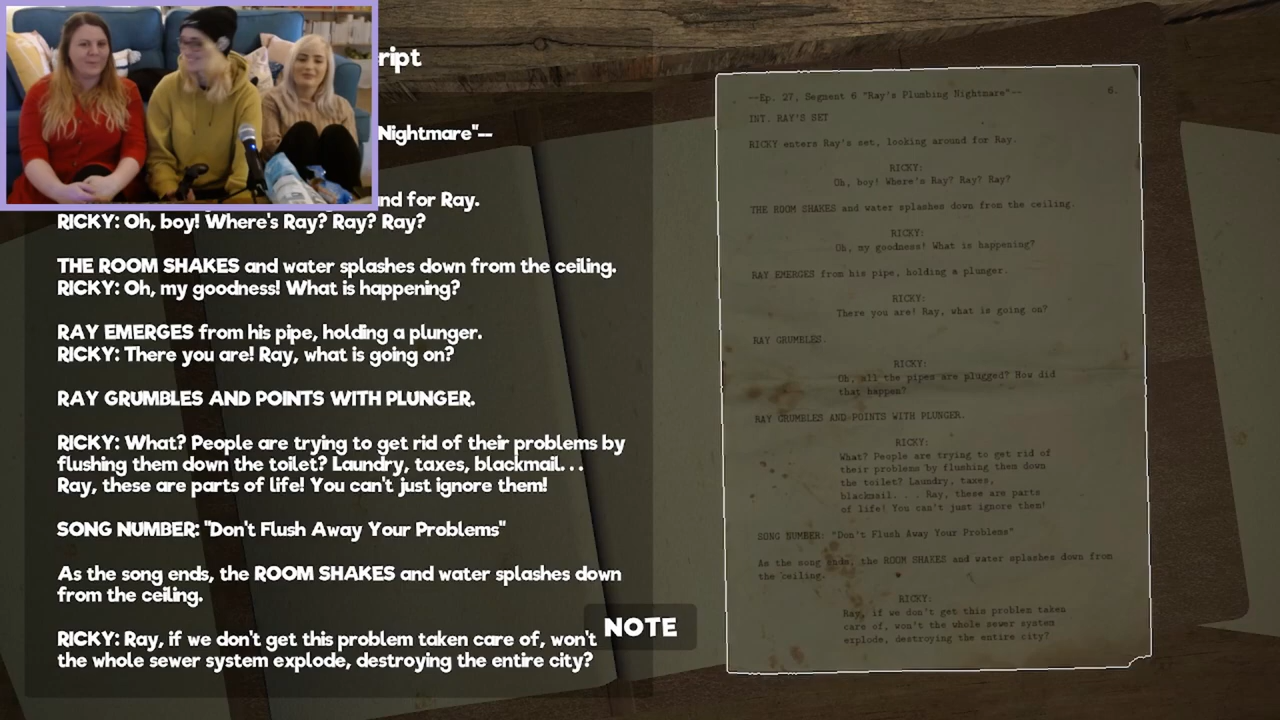 ript
Nightmare"--
nd for Ray.
RICKY: Oh, boy! Where's Ray? Ray? Ray?
THE ROOM SHAKES and water splashes down from the ceiling.
RICKY: Oh, my goodness! What is happening?
RAY EMERGES from his pipe, holding a plunger.
RICKY: There you are! Ray, what is going on?
RAY GRUMBLES AND POINTS WITH PLUNGER.
RICKY: What? People are trying to get rid of their problems by
flushing them down the toilet? Laundry, taxes, blackmail. . .
Ray, these are parts of life! You can't just ignore them!
SONG NUMBER: "Don't Flush Away Your Problems"
As the song ends, the ROOM SHAKES and water splashes down
from the ceiling.
RICKY: Ray, if we don't get this problem taken care of, won't
the whole sewer system explode, destroying the entire city?
NOTE
--Ep. 27, Segment 6 "Ray's Plumbing Nightmare"-- 6.
INT. RAY'S SET
RICKY enters Ray's set, looking around for Ray.
RICKY:
Oh, boy! Where's Ray? Ray? Ray?
THE ROOM SHAKES and water splashes down from the ceiling.
RICKY:
Oh, my goodness! What is happening?
RAY EMERGES from his pipe, holding a plunger.
RICKY:
There you are! Ray, what is going on?
RAY GRUMBLES.
RICKY:
Oh, all the pipes are plugged? How did
that happen?
RAY GRUMBLES AND POINTS WITH PLUNGER.
RICKY:
What? People are trying to get rid of
their problems by flushing them down
the toilet? Laundry, taxes,
blackmail. . . Ray, these are parts
of life! You can't just ignore them!
SONG NUMBER: "Don't Flush Away Your Problems"
As the song ends, the ROOM SHAKES and water splashes down from
the ceiling.
RICKY:
Ray, if we don't get this problem taken
care of, won't the whole sewer system
explode, destroying the entire city?